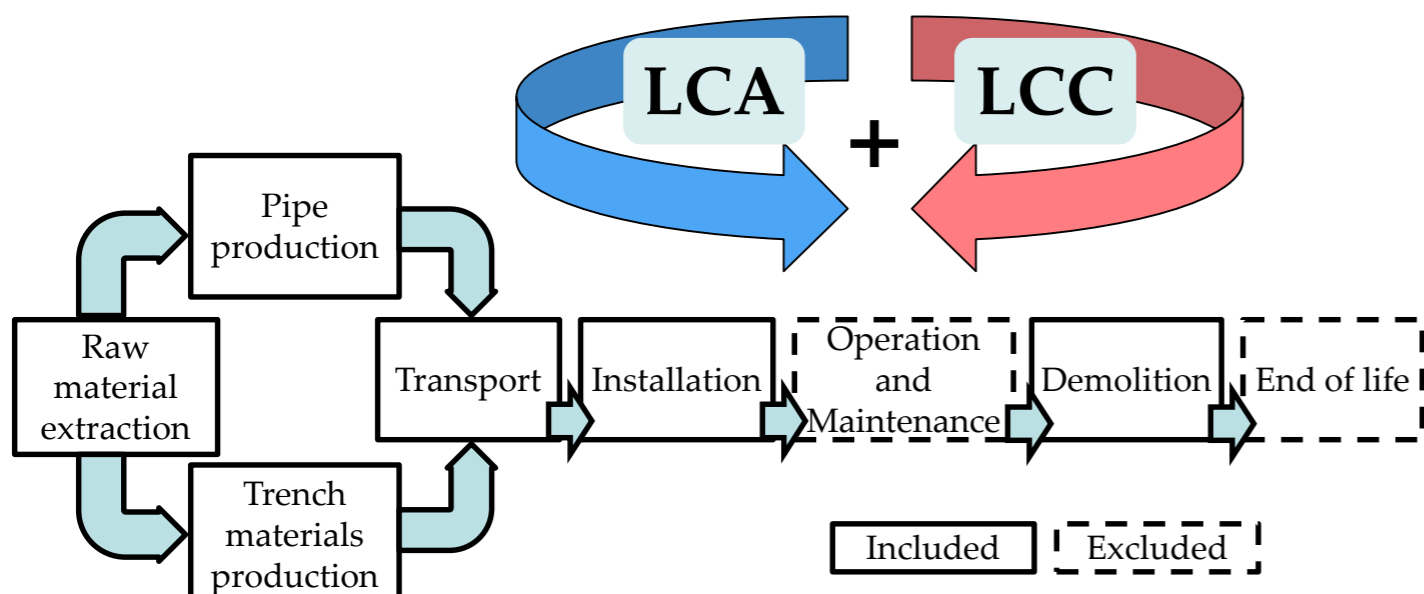 LCA
+
LCC
Pipe
production
Raw
material
extraction
Transport
Installation
Operation
and
Maintenance
Demolition
End of life
Trench
materials
production
Included
Excluded